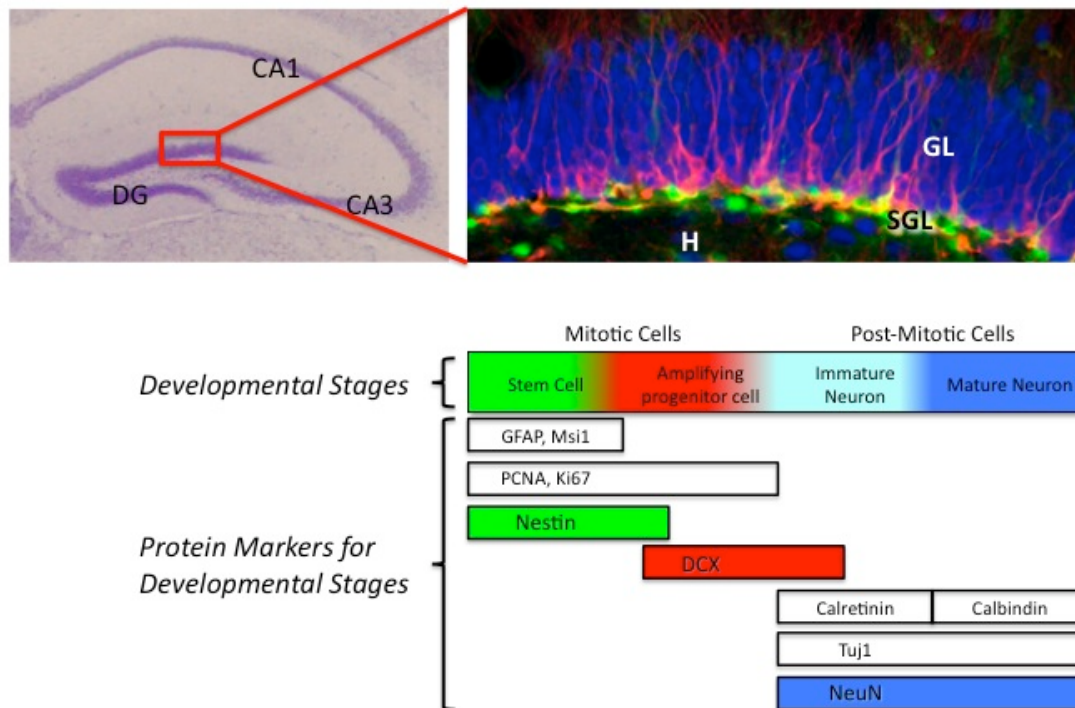 CA1
DG
CA3
GL
SGL
H
Mitotic Cells
Post-Mitotic Cells
Developmental Stages
Stem Cell
Amplifying
progenitor cell
Immature
Neuron
Mature Neuron
Protein Markers for
Developmental Stages
GFAP, Msi1
PCNA, Ki67
Nestin
DCX
Calretinin
Calbindin
Tuj1
NeuN